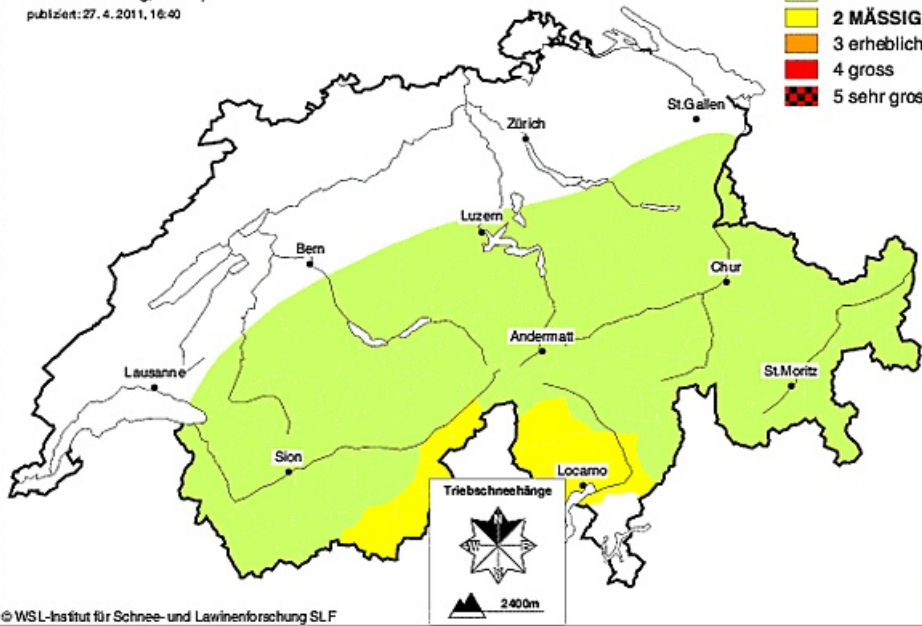 publiziert: 27. 4. 2011, 16:40
2 MÄSSIG
3 erheblich
4 gross
5 sehr gros
St.Gallen
Zürich
Luzern
Bern
Chur
Andermatt
Lausanne
St.Moritz
Sion
Locarno
Triebschneehänge
N
W E
S
2400m
© WSL-Institut für Schnee- und Lawinenforschung SLF